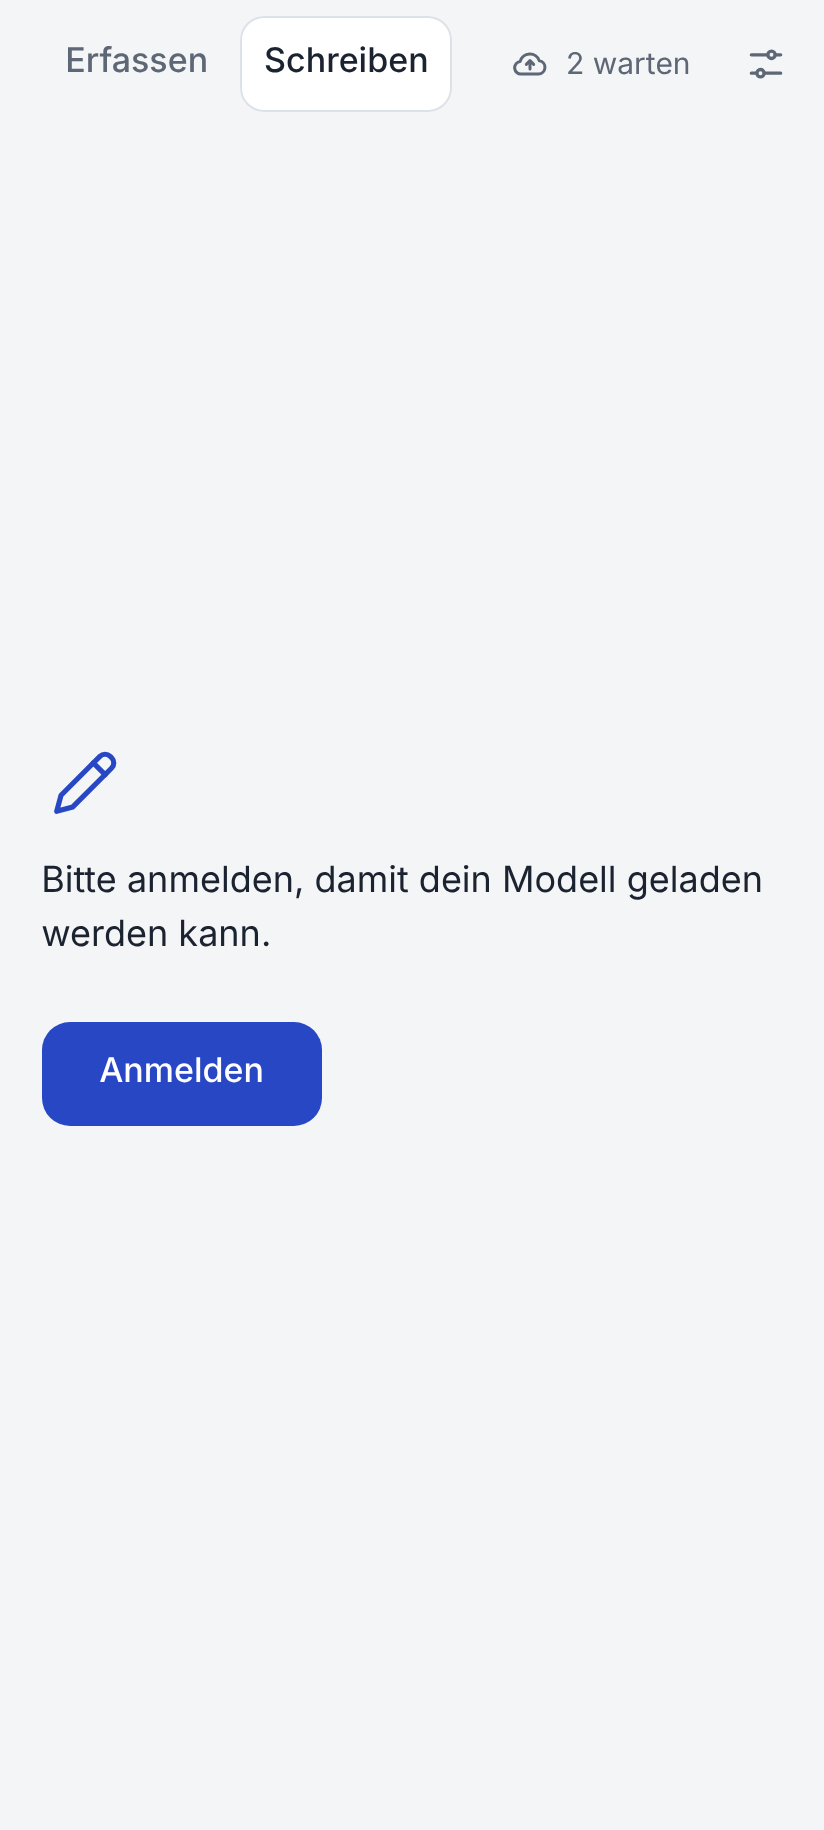 Erfassen Schreiben 2 warten
Bitte anmelden, damit dein Modell geladen
werden kann.
Anmelden